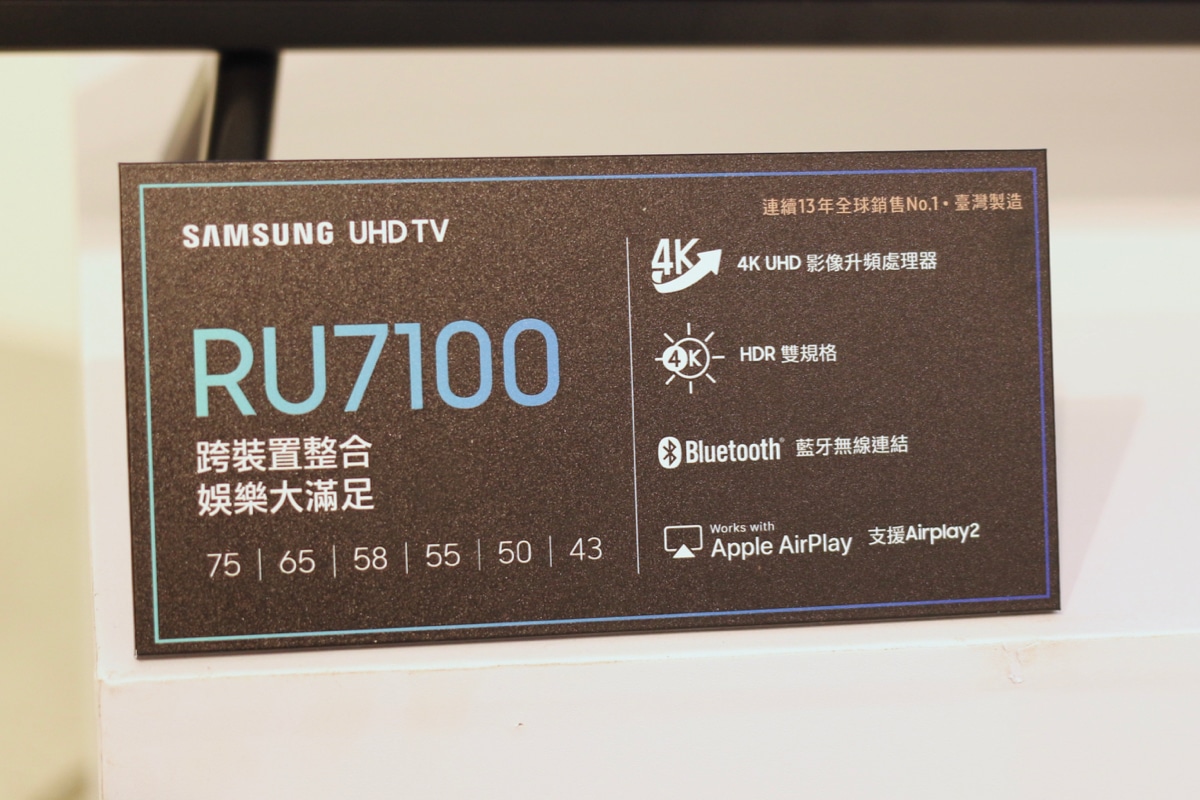 SAMSUNG UHD TV
RU7100
跨裝置整合
娛樂大滿足
75 | 65 | 58 | 55 | 50 | 43
連續13年全球銷售No.1・臺灣製造
4K
4K UHD 影像升頻處理器
4K
HDR 雙規格
Bluetooth® 藍牙無線連結
Works with
Apple AirPlay
支援Airplay2